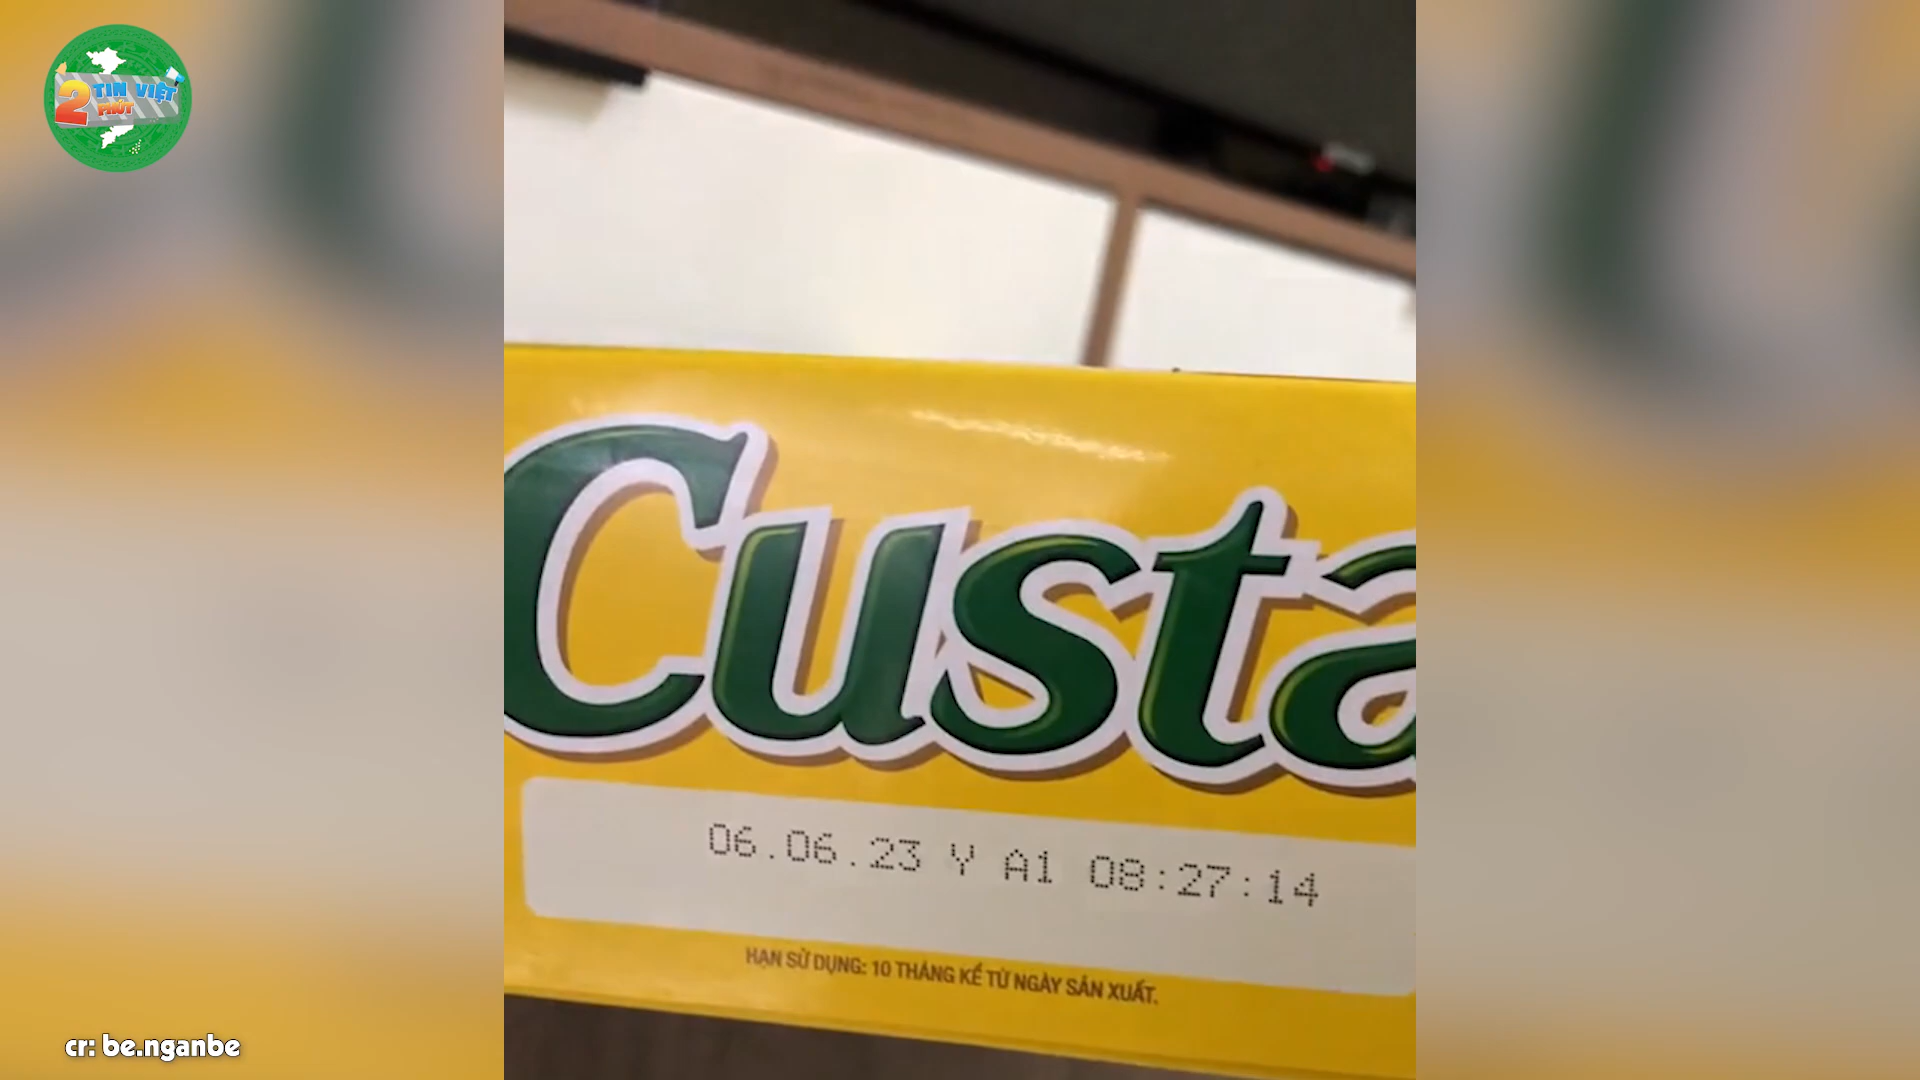 2 TIN VIỆT
PHÚT
Custa
06.06.23 Y A1 08:27:14
HẠN SỬ DỤNG: 10 THÁNG KỂ TỪ NGÀY SẢN XUẤT.
cr: be.nganbe